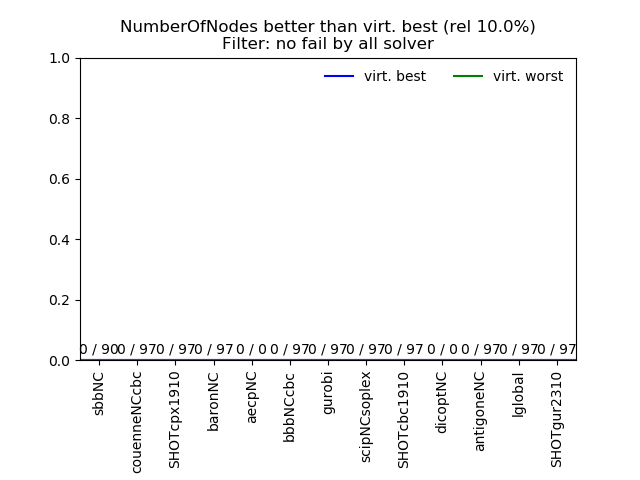 NumberOfNodes better than virt. best (rel 10.0%)
Filter: no fail by all solver
virt. best
virt. worst
1.0
0.8
0.6
0.4
0.2
0.0
0 / 90
0 / 97
0 / 97
0 / 97
0 / 0
0 / 97
0 / 97
0 / 97
0 / 97
0 / 0
0 / 97
0 / 97
0 / 97
sbbNC
couenneNCcbc
SHOTcpx1910
baronNC
aecpNC
bbbNCcbc
gurobi
scipNCsoplex
SHOTcbc1910
dicoptNC
antigoneNC
lglobal
SHOTgur2310